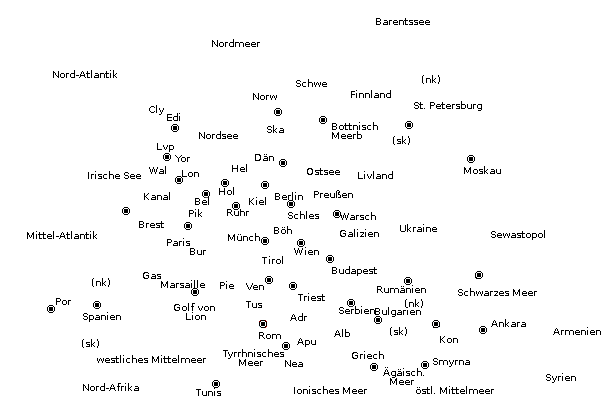 Barentssee
Nordmeer
Nord-Atlantik
Schwe
(nk)
Norw
Finnland
St. Petersburg
Cly
Edi
Nordsee
Ska
Bottnisch
Meerb
(sk)
Lvp
Yor
Dän
Wal
Lon
Hel
Ostsee
Livland
Moskau
Irische See
Kanal
Bel
Hol
Kiel
Berlin
Preußen
Pik
Ruhr
Schles
Warsch
Brest
Mittel-Atlantik
Paris
Bur
Münch
Böh
Galizien
Ukraine
Sewastopol
Wien
Tirol
Budapest
Gas
(nk)
Marsaille
Pie
Ven
Triest
Rumänien
Schwarzes Meer
Por
Spanien
Golf von
Lion
Tus
Adr
Serbien
Bulgarien
(nk)
(sk)
Rom
Apu
Alb
Kon
Ankara
Armenien
(sk)
westliches Mittelmeer
Tyrrhnisches
Meer
Nea
Griech
Ägäisch.
Meer
Smyrna
Syrien
Nord-Afrika
Tunis
Ionisches Meer
östl. Mittelmeer